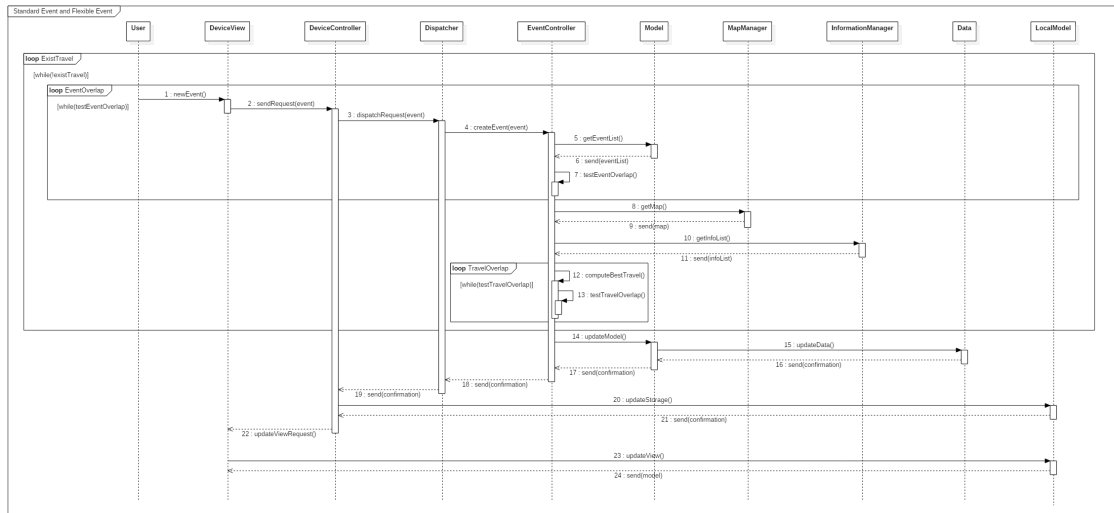 Standard Event and Flexible Event
User
DeviceView
DeviceController
Dispatcher
EventController
Model
MapManager
InformationManager
Data
LocalModel
loop ExistTravel
[while(!existTravel)]
loop EventOverlap
[while(testEventOverlap)]
1 : newEvent()
2 : sendRequest(event)
3 : dispatchRequest(event)
4 : createEvent(event)
5 : getEventList()
6 : send(eventList)
7 : testEventOverlap()
8 : getMap()
9 : send(map)
10 : getInfoList()
11 : send(infoList)
loop TravelOverlap
[while(testTravelOverlap)]
12 : computeBestTravel()
13 : testTravelOverlap()
14 : updateModel()
15 : updateData()
16 : send(confirmation)
17 : send(confirmation)
18 : send(confirmation)
19 : send(confirmation)
20 : updateStorage()
21 : send(confirmation)
22 : updateViewRequest()
23 : updateView()
24 : send(model)